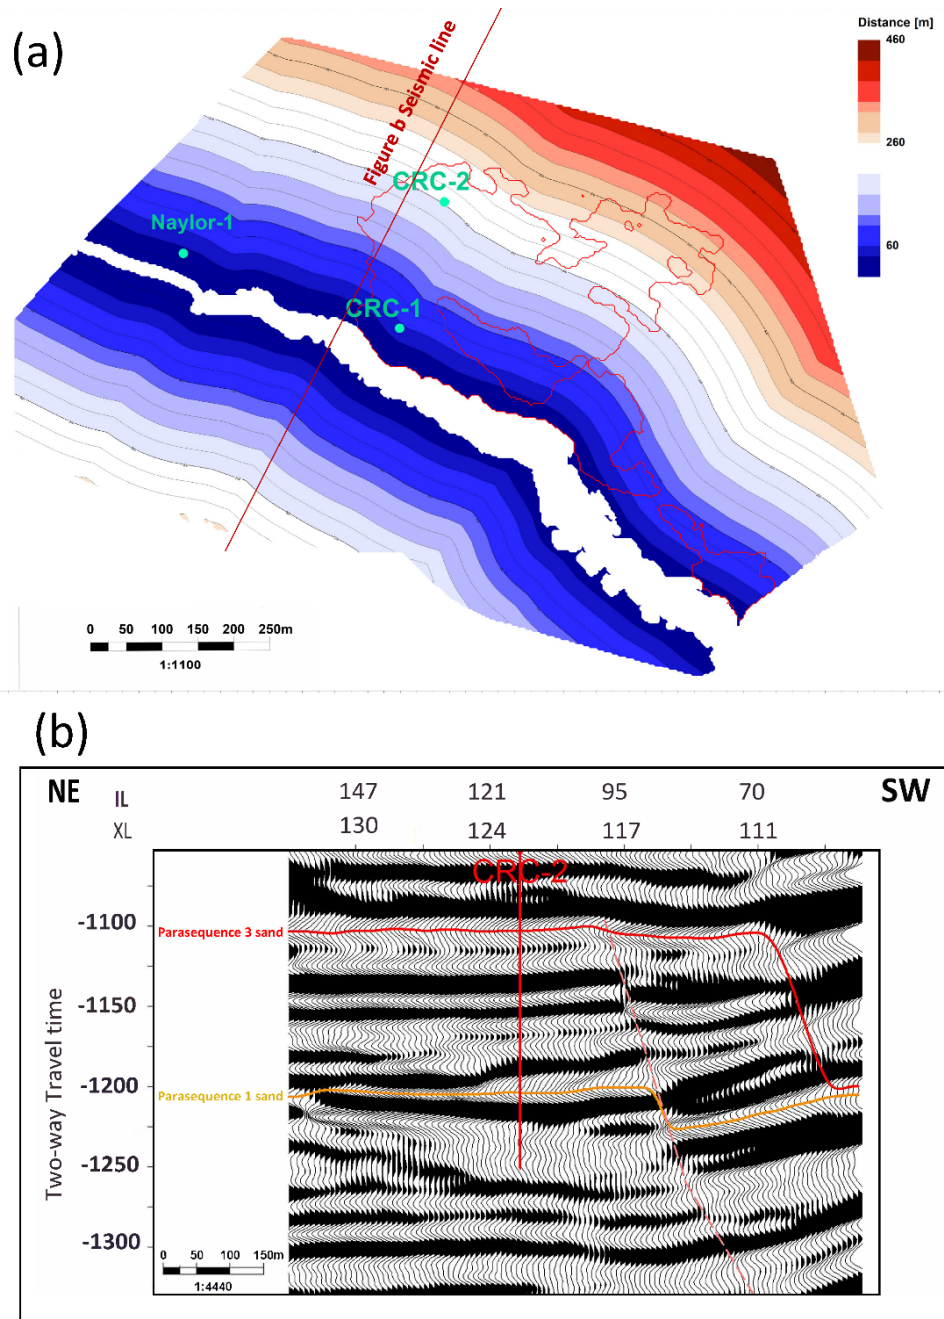 (a)
Distance [m]
460
260
60
Figure b Seismic line
CRC-2
Naylor-1
CRC-1
0 50 100 150 200 250m
1:1100
(b)
NE
SW
IL 147 121 95 70
XL 130 124 117 111
CRC-2
-1100
Parasequence 3 sand
-1150
-1200
Parasequence 1 sand
-1250
-1300
Two-way Travel time
0 50 100 150m
1:4440